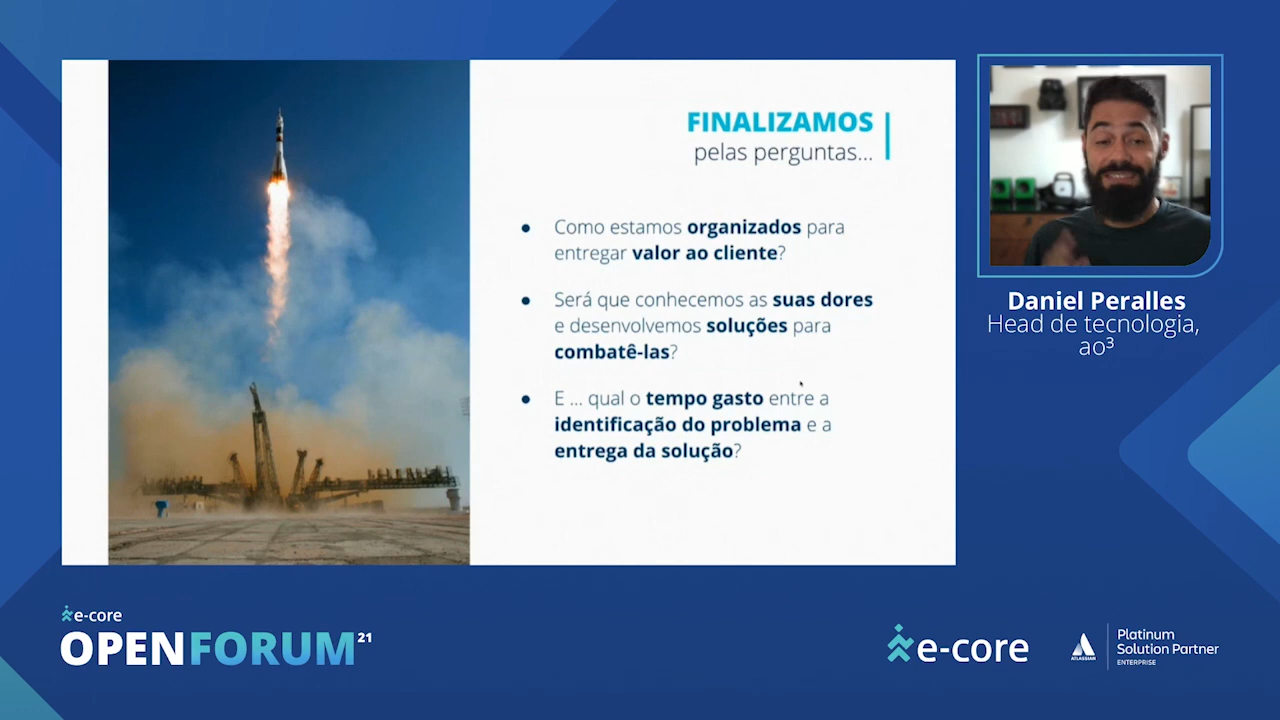 FINALIZAMOS
pelas perguntas...
• Como estamos organizados para
entregar valor ao cliente?
• Será que conhecemos as suas dores
e desenvolvemos soluções para
combatê-las?
• E ... qual o tempo gasto entre a
identificação do problema e a
entrega da solução?
Daniel Peralles
Head de tecnologia,
ao³
e-core
OPENFORUM²¹
e-core
ATLASSIAN
Platinum
Solution Partner
ENTERPRISE